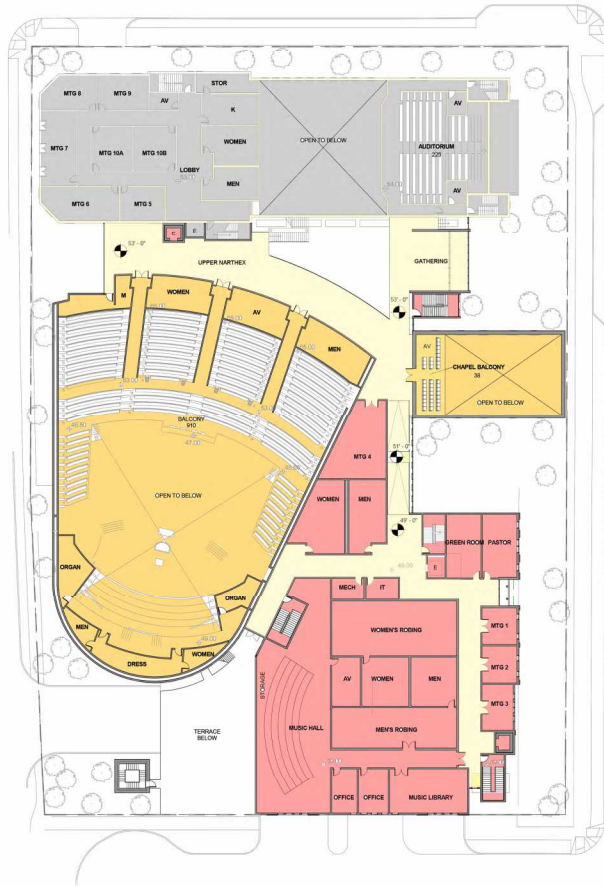 STOR
MTG 8
MTG 9
AV
AV
K
MTG 7
MTG 10A
MTG 10B
WOMEN
OPEN TO BELOW
AUDITORIUM
225
LOBBY
MEN
AV
MTG 6
MTG 5
E
53' - 0"
UPPER NARTHEX
GATHERING
M
WOMEN
AV
MEN
53' - 0"
AV
CHAPEL BALCONY
38
OPEN TO BELOW
BALCONY
910
47.00
MTG 4
51' - 0"
OPEN TO BELOW
WOMEN
MEN
49' - 0"
GREEN ROOM
PASTOR
E
ORGAN
ORGAN
MECH
IT
MEN
WOMEN'S ROBING
MTG 1
WOMEN
DRESS
MTG 2
STORAGE
AV
WOMEN
MEN
MTG 3
TERRACE
BELOW
MUSIC HALL
MEN'S ROBING
OFFICE
OFFICE
MUSIC LIBRARY